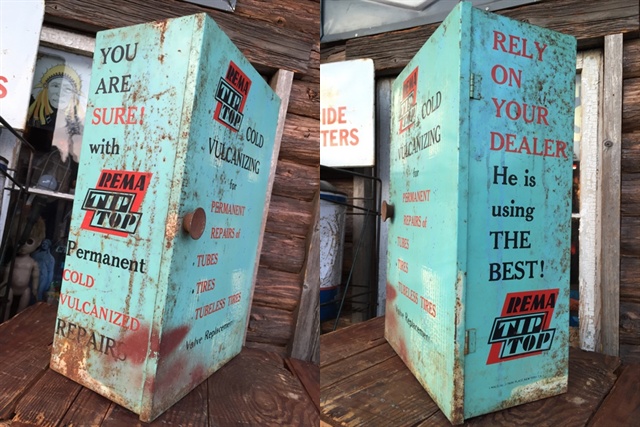 S
YOU
ARE
SURE!
with
REMA
TIP
TOP
Permanent
COLD
VULCANIZED
REPAIRS
REMA
TIP
TOP
COLD
VULCANIZING
for
PERMANENT
REPAIRS of
• TUBES
• TIRES
• TUBELESS TIRES
Valve Replacement
IDE
TERS
REMA
TIP
TOP
COLD
VULCANIZING
for
PERMANENT
REPAIRS of
• TUBES
• TIRES
• TUBELESS TIRES
Valve Replacement
RELY
ON
YOUR
DEALER
He is
using
THE
BEST!
REMA
TIP
TOP